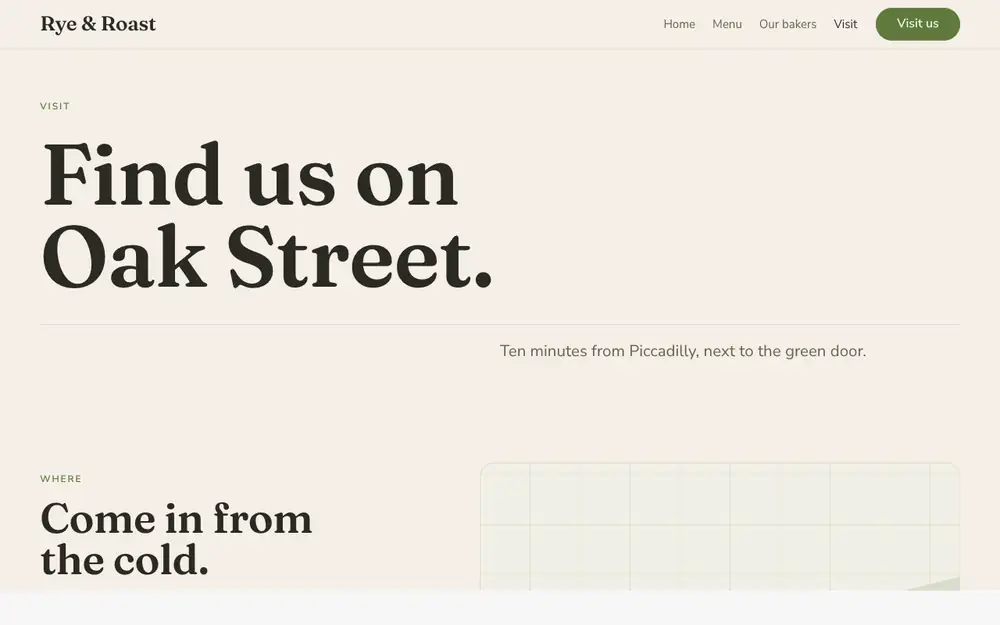 Rye & Roast
Home Menu Our bakers Visit Visit us
VISIT
Find us on
Oak Street.
Ten minutes from Piccadilly, next to the green door.
WHERE
Come in from
the cold.